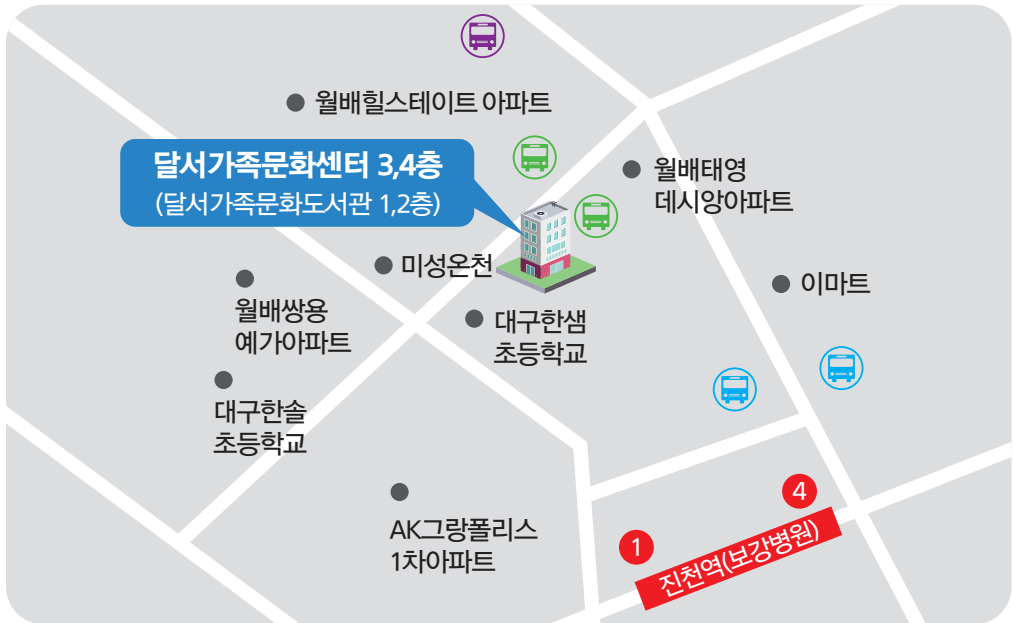 월배힐스테이트 아파트
달서가족문화센터 3,4층
(달서가족문화도서관 1,2층)
월배태영
데시앙아파트
미성온천
이마트
월배쌍용
예가아파트
대구한샘
초등학교
대구한솔
초등학교
AK그랑폴리스
1차아파트
4
1
진천역(보강병원)